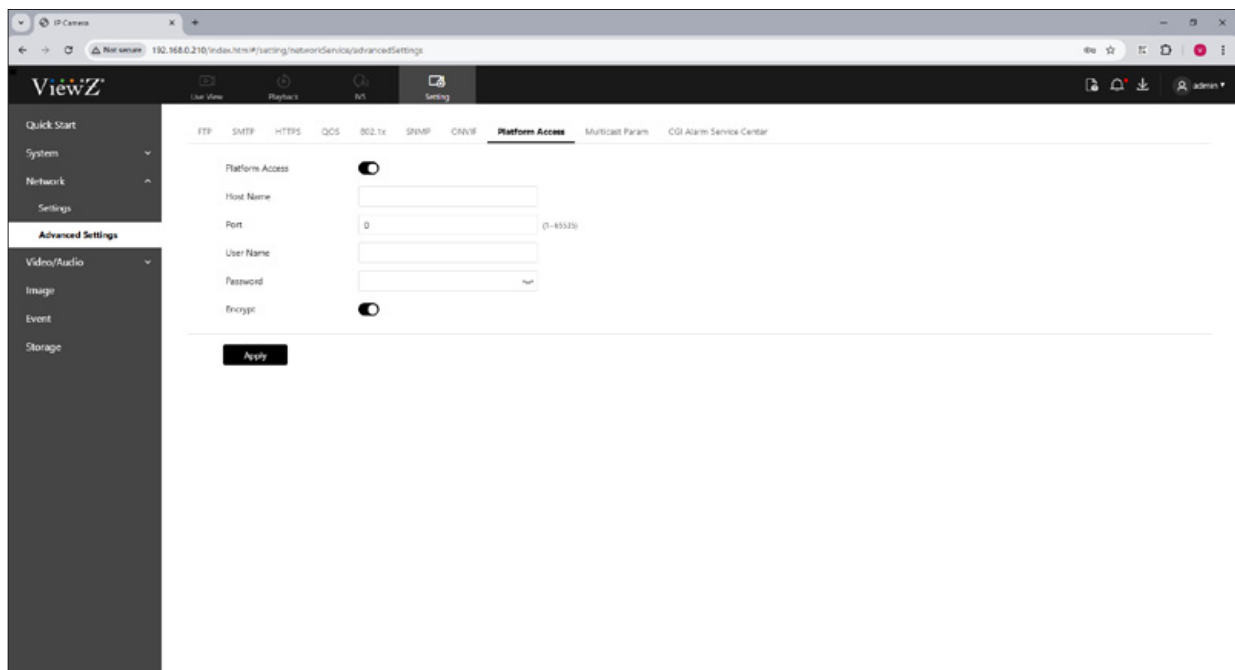 IP Camera
Not secure 192.168.0.210/index.html#/setting/networkService/advancedSettings
ViewZ
Live View Playback IVS Setting
admin
Quick Start
System
Network
Settings
Advanced Settings
Video/Audio
Image
Event
Storage
FTP SMTP HTTPS QOS 802.1x SNMP ONVIF Platform Access Multicast Param CGI Alarm Service Center
Platform Access
Host Name
Port 0 (1~65535)
User Name
Password
Encrypt
Apply